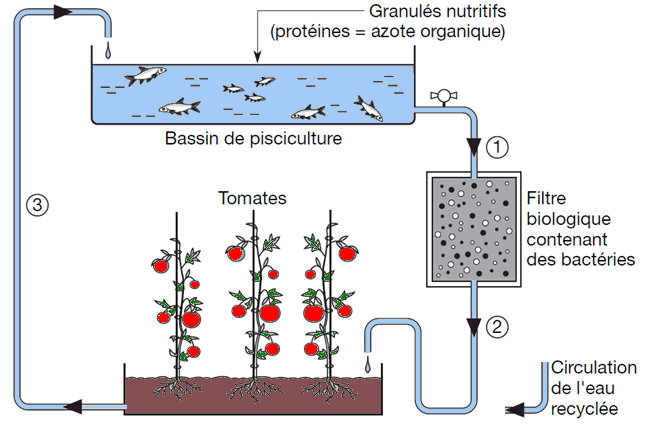 Granulés nutritifs
(protéines = azote organique)
Bassin de pisciculture
1
3
Tomates
Filtre
biologique
contenant
des bactéries
2
Circulation
de l'eau
recyclée